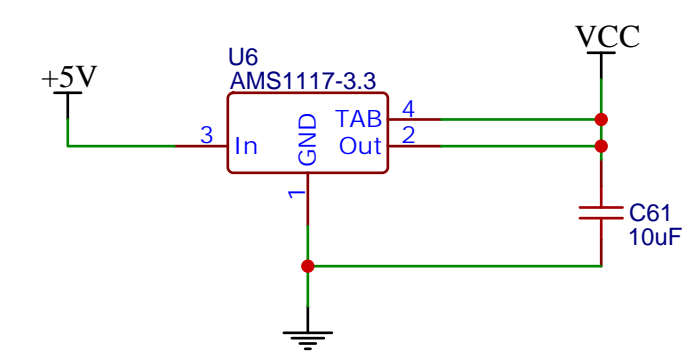 VCC
+5V
U6
AMS1117-3.3
3
In
GND
TAB
4
Out
2
1
C61
10uF